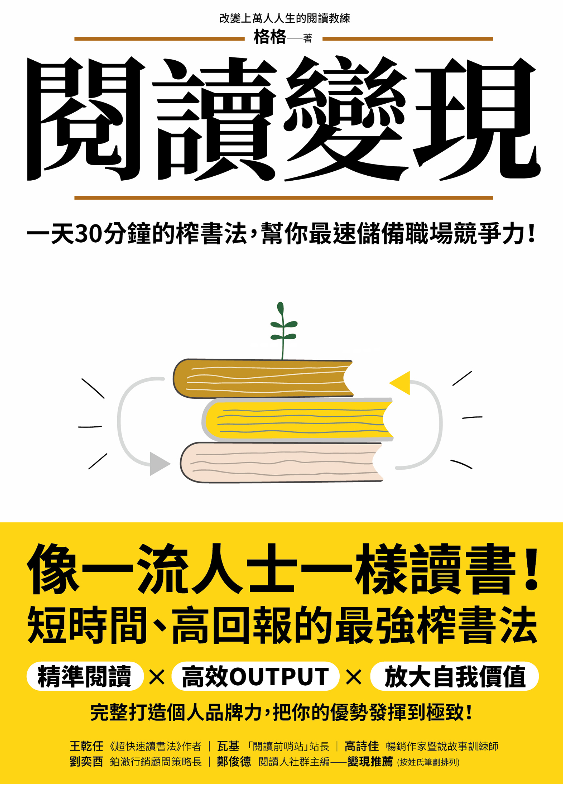 改變上萬人人生的閱讀教練
格格——著
閱讀變現
一天30分鐘的榨書法，幫你最速儲備職場競爭力！
像一流人士一樣讀書！
短時間、高回報的最強榨書法
精準閱讀 × 高效OUTPUT × 放大自我價值
完整打造個人品牌力，把你的優勢發揮到極致！
王乾任 《超快速讀書法》作者｜瓦基 「閱讀前哨站」站長｜高詩佳 暢銷作家暨說故事訓練師
劉奕酉 鉑澈行銷顧問策略長｜鄭俊德 閱讀人社群主編——變現推薦 (按姓氏筆劃排列)